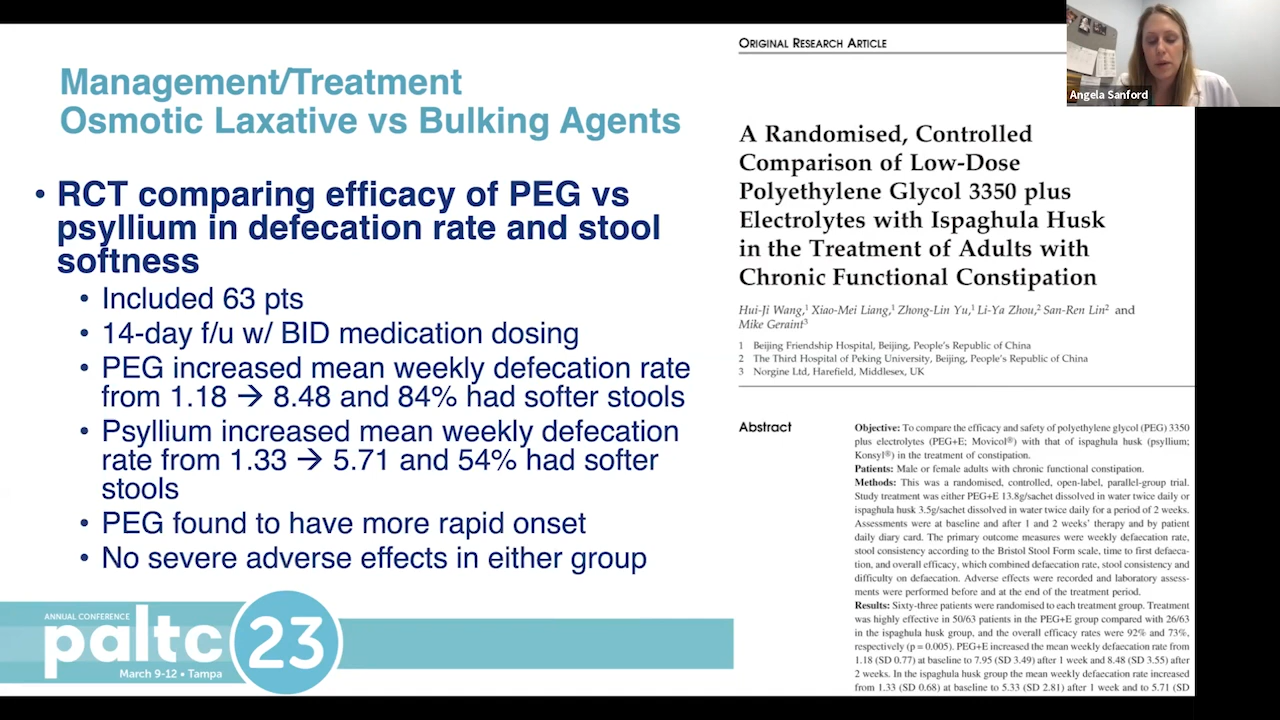 Management/Treatment
Osmotic Laxative vs Bulking Agents
• RCT comparing efficacy of PEG vs
psyllium in defecation rate and stool
softness
• Included 63 pts
• 14-day f/u w/ BID medication dosing
• PEG increased mean weekly defecation rate
from 1.18 → 8.48 and 84% had softer stools
• Psyllium increased mean weekly defecation
rate from 1.33 → 5.71 and 54% had softer
stools
• PEG found to have more rapid onset
• No severe adverse effects in either group
ANNUAL CONFERENCE
paltc 23
March 9-12 • Tampa
ORIGINAL RESEARCH ARTICLE
A Randomised, Controlled
Comparison of Low-Dose
Polyethylene Glycol 3350 plus
Electrolytes with Ispaghula Husk
in the Treatment of Adults with
Chronic Functional Constipation
Hui-Ji Wang,1 Xiao-Mei Liang,1 Zhong-Lin Yu,1 Li-Ya Zhou,2 San-Ren Lin2 and
Mike Geraint3
1 Beijing Friendship Hospital, Beijing, People's Republic of China
2 The Third Hospital of Peking University, Beijing, People's Republic of China
3 Norgine Ltd, Harefield, Middlesex, UK
Abstract
Objective: To compare the efficacy and safety of polyethylene glycol (PEG) 3350
plus electrolytes (PEG+E; Movicol®) with that of ispaghula husk (psyllium;
Konsyl®) in the treatment of constipation.
Patients: Male or female adults with chronic functional constipation.
Methods: This was a randomised, controlled, open-label, parallel-group trial.
Study treatment was either PEG+E 13.8g/sachet dissolved in water twice daily or
ispaghula husk 3.5g/sachet dissolved in water twice daily for a period of 2 weeks.
Assessments were at baseline and after 1 and 2 weeks' therapy and by patient
daily diary card. The primary outcome measures were weekly defaecation rate,
stool consistency according to the Bristol Stool Form scale, time to first defaeca-
tion, and overall efficacy, which combined defaecation rate, stool consistency and
difficulty on defaecation. Adverse effects were recorded and laboratory assess-
ments were performed before and at the end of the treatment period.
Results: Sixty-three patients were randomised to each treatment group. Treatment
was highly effective in 50/63 patients in the PEG+E group compared with 26/63
in the ispaghula husk group, and the overall efficacy rates were 92% and 73%,
respectively (p = 0.005). PEG+E increased the mean weekly defaecation rate from
1.18 (SD 0.77) at baseline to 7.95 (SD 3.49) after 1 week and 8.48 (SD 3.55) after
2 weeks. In the ispaghula husk group the mean weekly defaecation rate increased
from 1.33 (SD 0.68) at baseline to 5.33 (SD 2.81) after 1 week and to 5.71 (SD
Angela Sanford